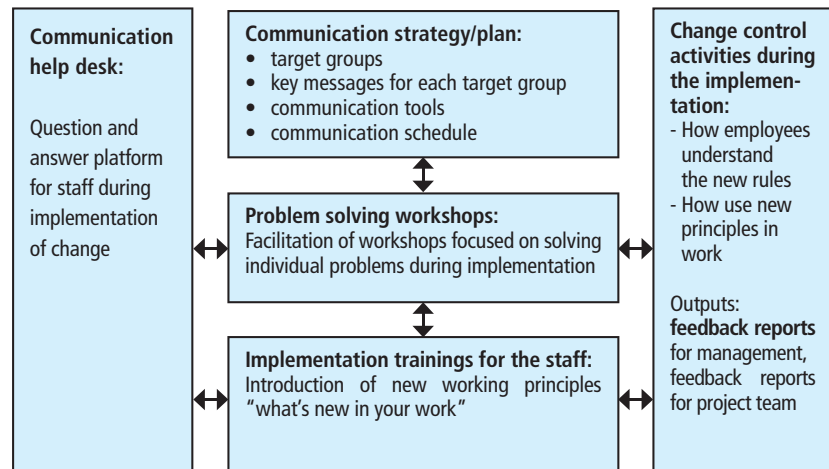 Communication
help desk:
Question and
answer platform
for staff during
implementation
of change
Communication strategy/plan:
• target groups
• key messages for each target group
• communication tools
• communication schedule
Problem solving workshops:
Facilitation of workshops focused on solving
individual problems during implementation
Implementation trainings for the staff:
Introduction of new working principles
“what’s new in your work”
Change control
activities during
the implemen-
tation:
- How employees
understand
the new rules
- How use new
principles in
work
Outputs:
feedback reports
for management,
feedback reports
for project team